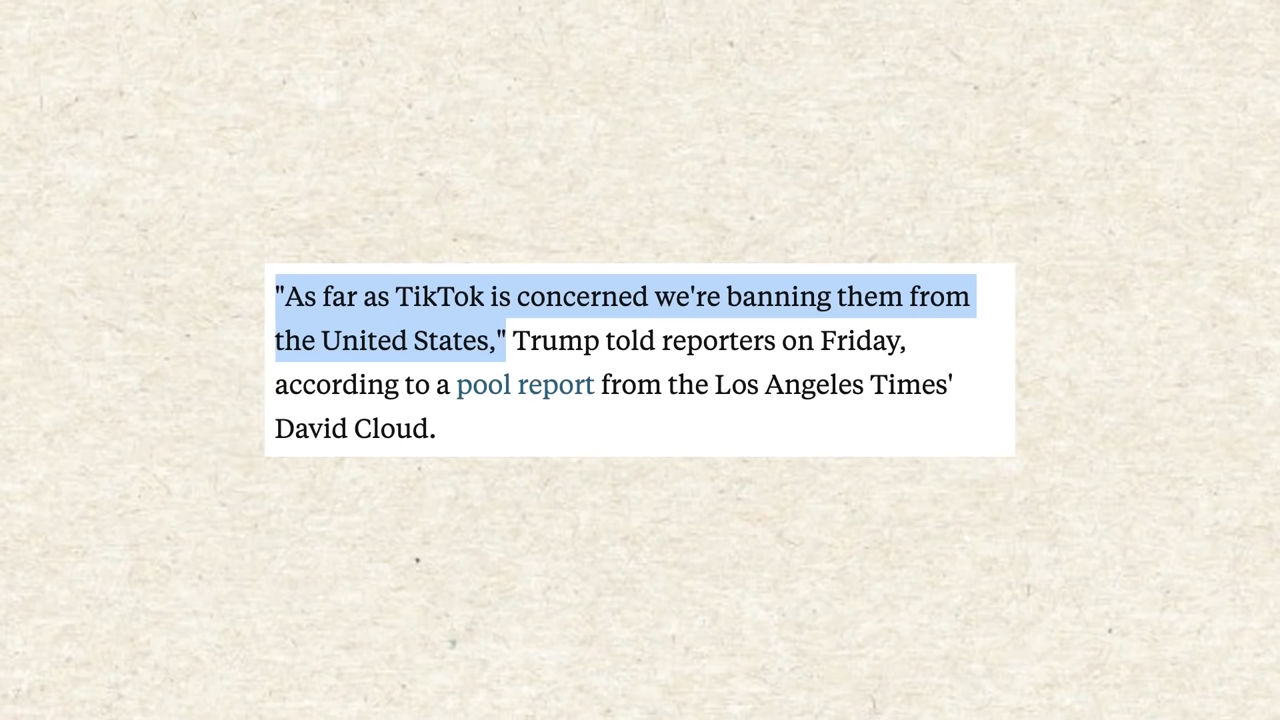 "As far as TikTok is concerned we're banning them from
the United States," Trump told reporters on Friday,
according to a pool report from the Los Angeles Times'
David Cloud.